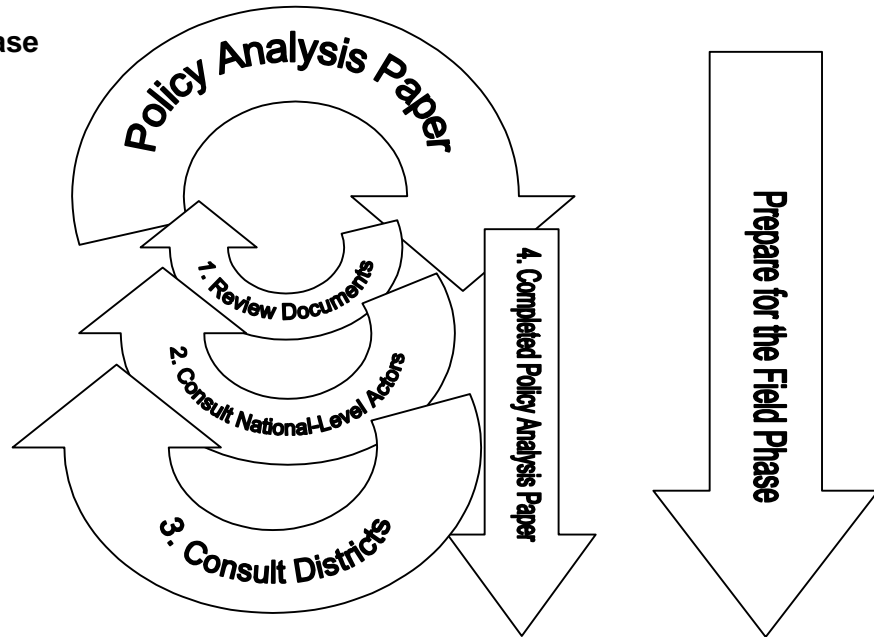 ase
Policy Analysis Paper
1. Review Documents
2. Consult National-Level Actors
3. Consult Districts
4. Completed Policy Analysis Paper
Prepare for the Field Phase